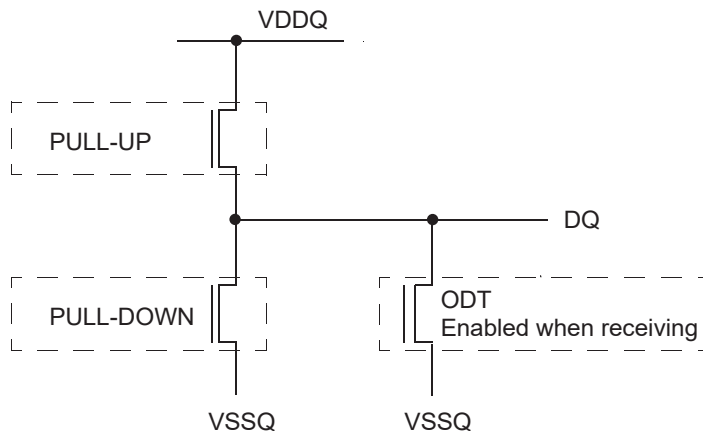 VDDQ
PULL-UP
DQ
PULL-DOWN
ODT
Enabled when receiving
VSSQ
VSSQ